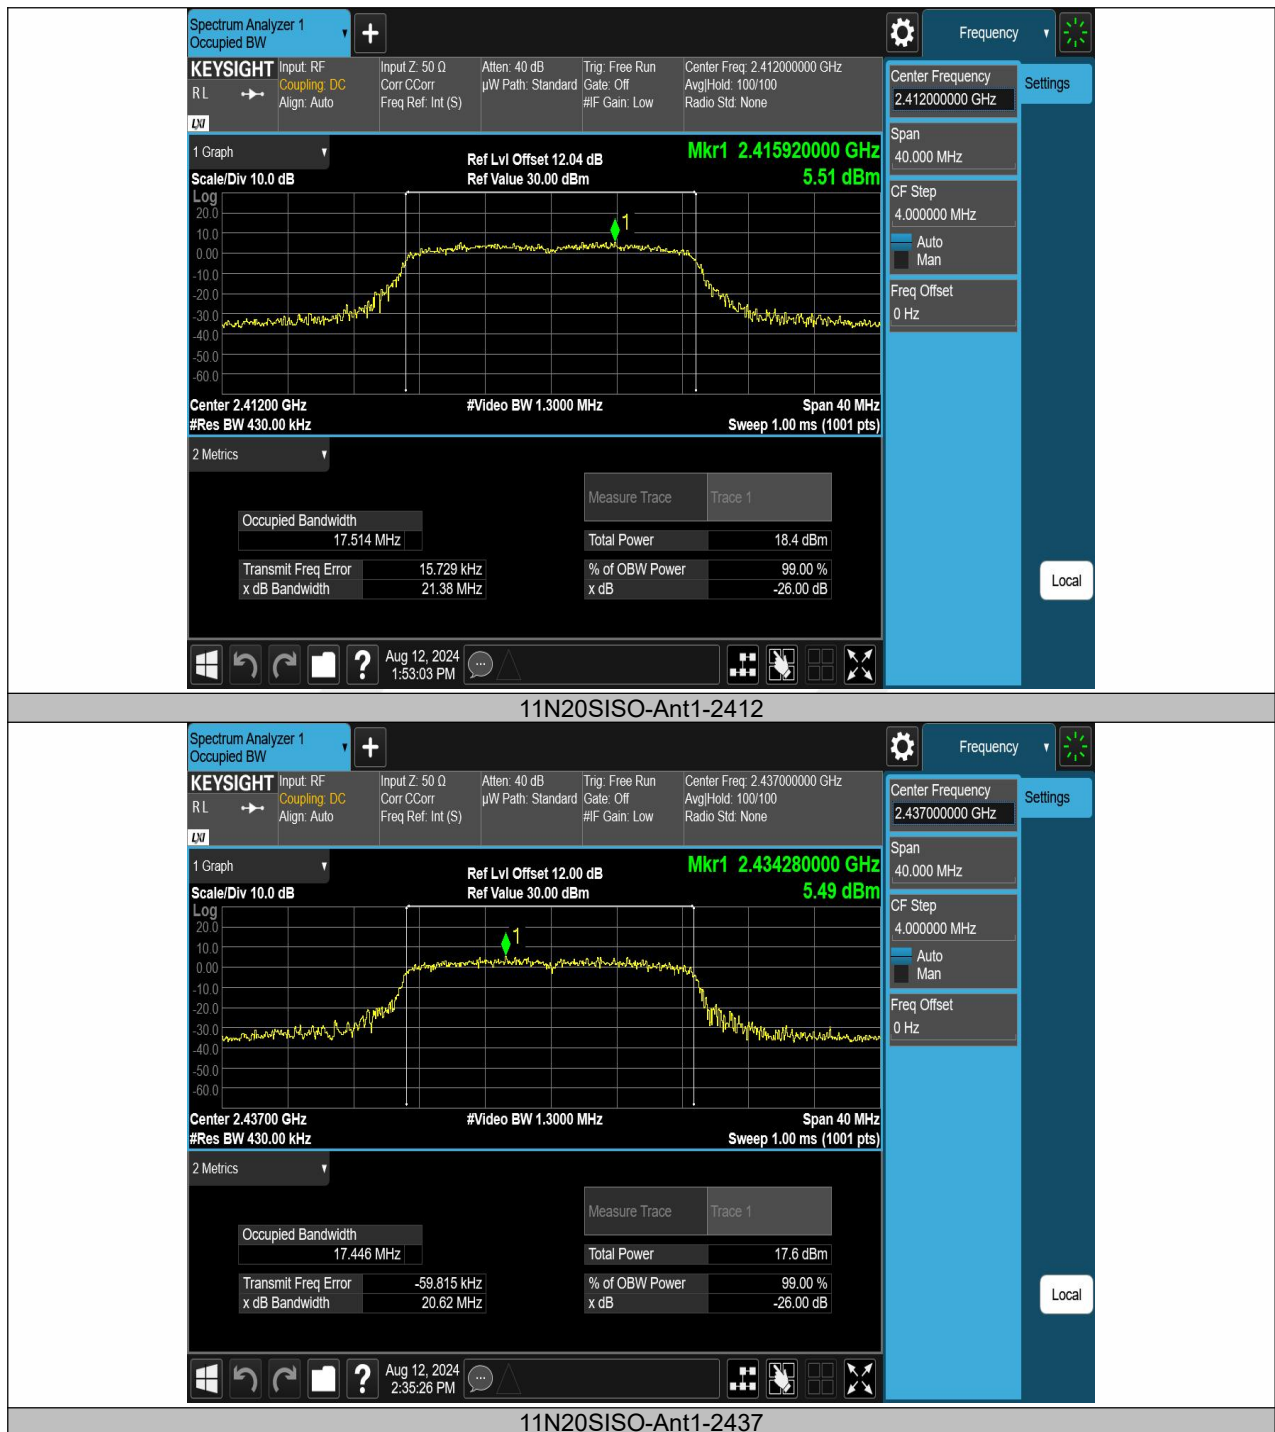 Spectrum Analyzer 1
Occupied BW
+
Frequency
KEYSIGHT
R L
LXI
Input: RF
Coupling: DC
Align: Auto
Input Z: 50 Ω
Corr CCorr
Freq Ref: Int (S)
Atten: 40 dB
µW Path: Standard
Trig: Free Run
Gate: Off
#IF Gain: Low
Center Freq: 2.412000000 GHz
Avg|Hold: 100/100
Radio Std: None
Center Frequency
2.412000000 GHz
Settings
Span
40.000 MHz
CF Step
4.000000 MHz
Auto
Man
Freq Offset
0 Hz
Local
1 Graph
Scale/Div 10.0 dB
Ref Lvl Offset 12.04 dB
Ref Value 30.00 dBm
Mkr1 2.415920000 GHz
5.51 dBm
Log
20.0
10.0
0.00
-10.0
-20.0
-30.0
-40.0
-50.0
-60.0
1
Center 2.41200 GHz
#Res BW 430.00 kHz
#Video BW 1.3000 MHz
Span 40 MHz
Sweep 1.00 ms (1001 pts)
2 Metrics
Measure Trace Trace 1
Occupied Bandwidth
17.514 MHz
Total Power 18.4 dBm
Transmit Freq Error 15.729 kHz
% of OBW Power 99.00 %
x dB Bandwidth 21.38 MHz
x dB -26.00 dB
?
Aug 12, 2024
1:53:03 PM
11N20SISO-Ant1-2412
Spectrum Analyzer 1
Occupied BW
+
Frequency
KEYSIGHT
R L
LXI
Input: RF
Coupling: DC
Align: Auto
Input Z: 50 Ω
Corr CCorr
Freq Ref: Int (S)
Atten: 40 dB
µW Path: Standard
Trig: Free Run
Gate: Off
#IF Gain: Low
Center Freq: 2.437000000 GHz
Avg|Hold: 100/100
Radio Std: None
Center Frequency
2.437000000 GHz
Settings
Span
40.000 MHz
CF Step
4.000000 MHz
Auto
Man
Freq Offset
0 Hz
Local
1 Graph
Scale/Div 10.0 dB
Ref Lvl Offset 12.00 dB
Ref Value 30.00 dBm
Mkr1 2.434280000 GHz
5.49 dBm
Log
20.0
10.0
0.00
-10.0
-20.0
-30.0
-40.0
-50.0
-60.0
1
Center 2.43700 GHz
#Res BW 430.00 kHz
#Video BW 1.3000 MHz
Span 40 MHz
Sweep 1.00 ms (1001 pts)
2 Metrics
Measure Trace Trace 1
Occupied Bandwidth
17.446 MHz
Total Power 17.6 dBm
Transmit Freq Error -59.815 kHz
% of OBW Power 99.00 %
x dB Bandwidth 20.62 MHz
x dB -26.00 dB
?
Aug 12, 2024
2:35:26 PM
11N20SISO-Ant1-2437